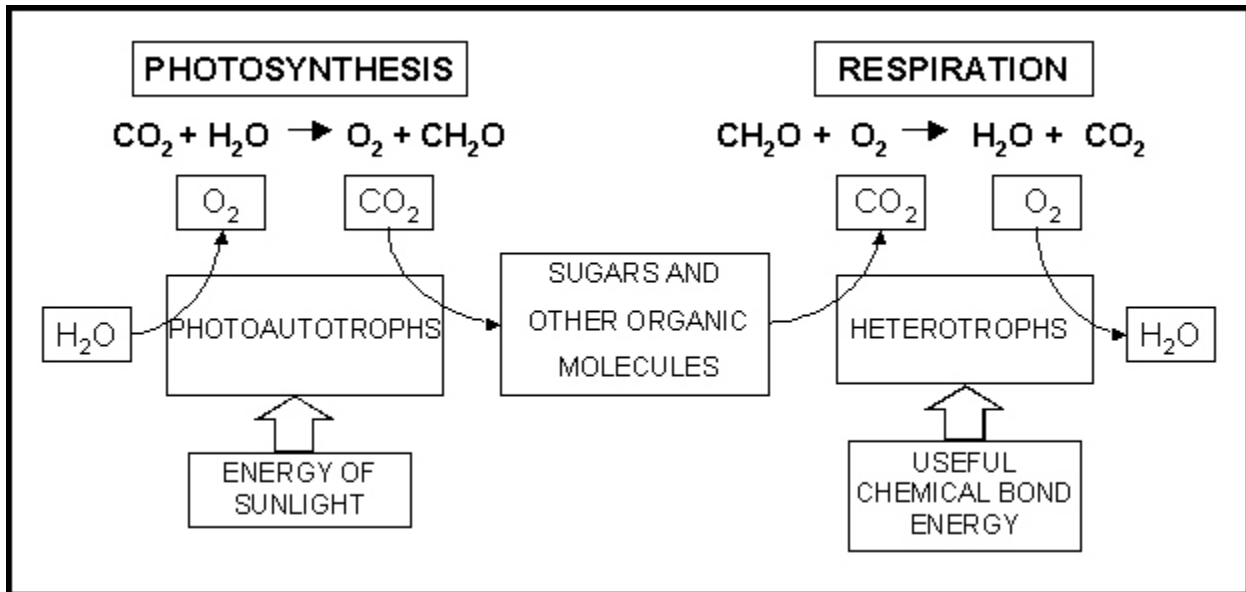 PHOTOSYNTHESIS
CO₂ + H₂O → O₂ + CH₂O
O₂
CO₂
H₂O
PHOTOAUTOTROPHS
ENERGY OF
SUNLIGHT
SUGARS AND
OTHER ORGANIC
MOLECULES
RESPIRATION
CH₂O + O₂ → H₂O + CO₂
CO₂
O₂
HETEROTROPHS
H₂O
USEFUL
CHEMICAL BOND
ENERGY